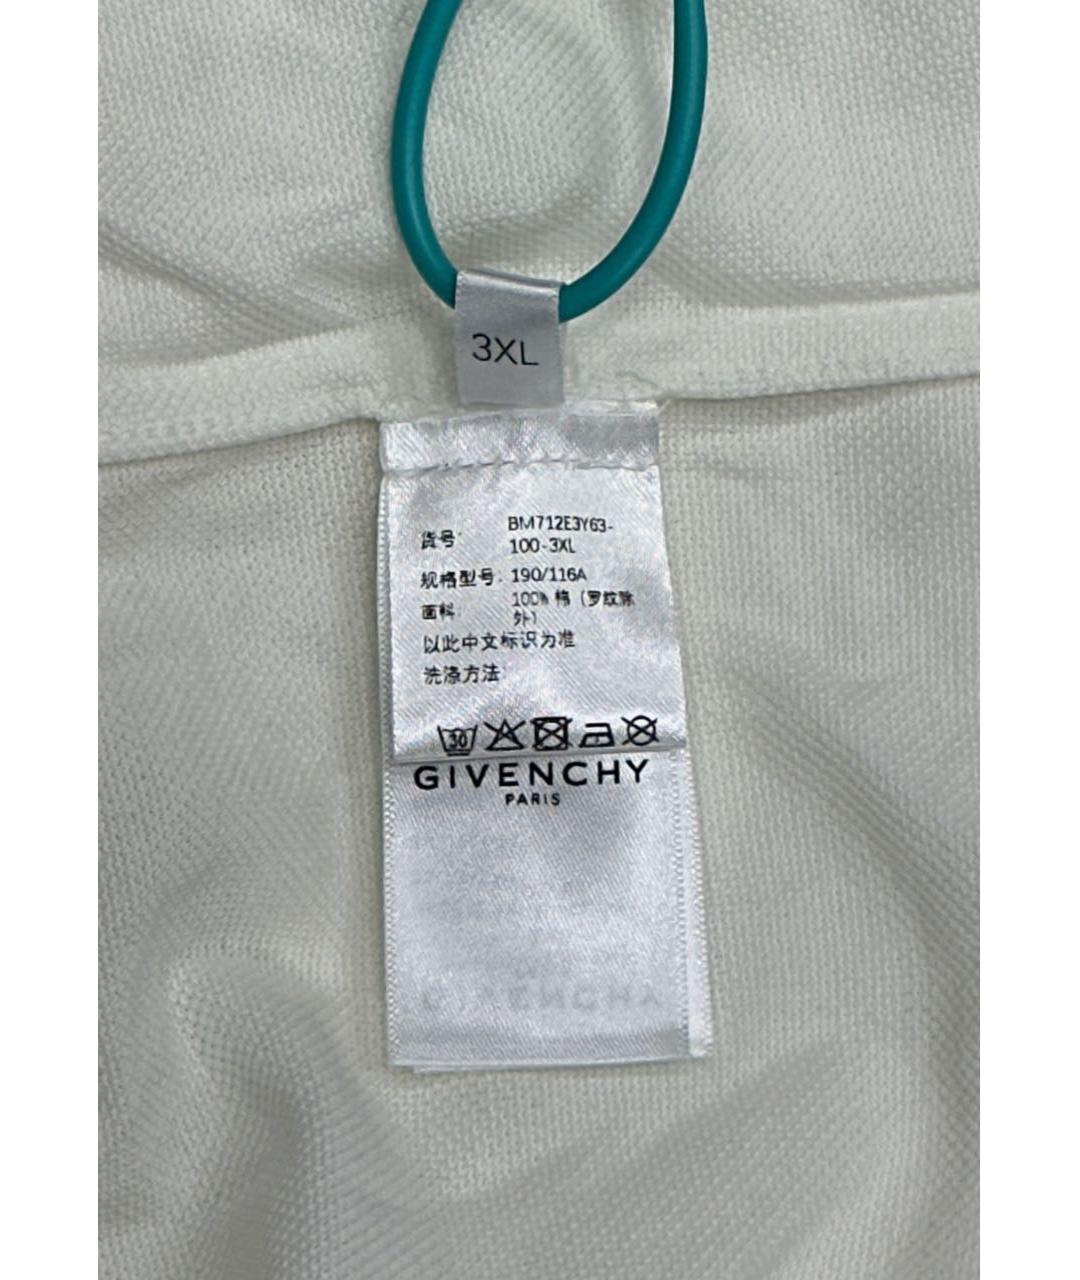 3XL
货号: BM712E3Y63-
100-3XL
规格型号: 190/116A
面料: 100% 棉 (罗纹除
外)
以此中文标识为准
洗涤方法:
30
GIVENCHY
PARIS